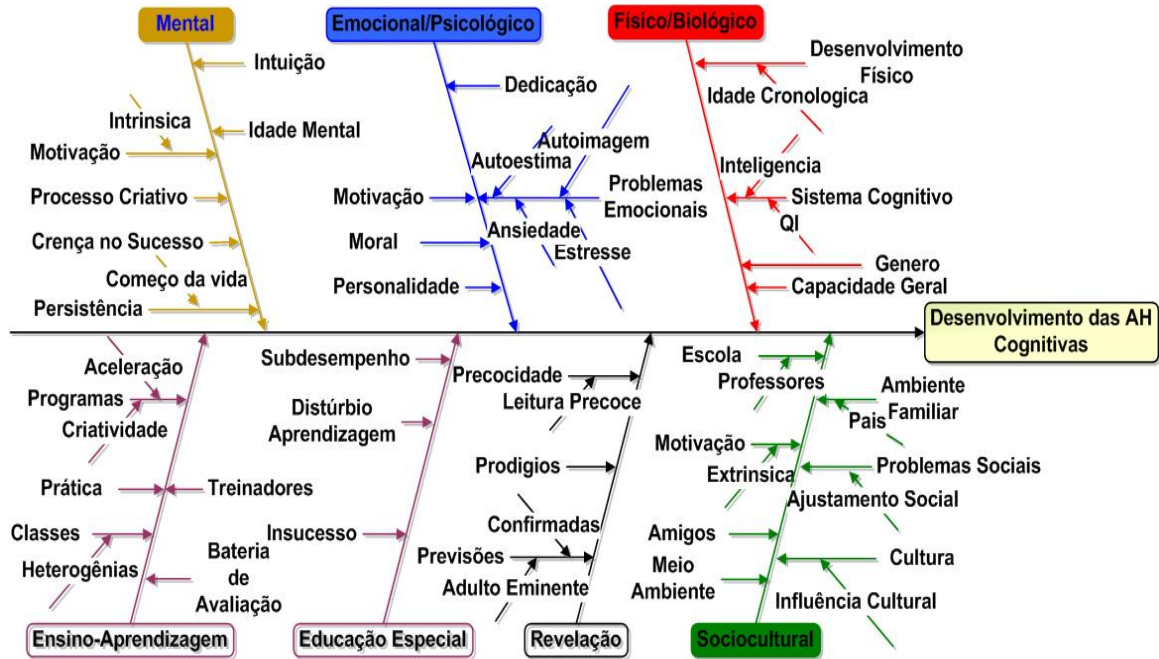 Mental
Emocional/Psicológico
Físico/Biológico
Intuição
Intrinsica
Idade Mental
Motivação
Processo Criativo
Crença no Sucesso
Começo da vida
Persistência
Dedicação
Autoimagem
Autoestima
Motivação
Problemas
Emocionais
Ansiedade
Moral
Estresse
Personalidade
Desenvolvimento
Físico
Idade Cronologica
Inteligencia
Sistema Cognitivo
QI
Genero
Capacidade Geral
Desenvolvimento das AH
Cognitivas
Aceleração
Programas
Criatividade
Prática
Treinadores
Classes
Heterogênias
Bateria
de
Avaliação
Subdesempenho
Distúrbio
Aprendizagem
Insucesso
Precocidade
Leitura Precoce
Prodigios
Confirmadas
Previsões
Adulto Eminente
Escola
Professores
Ambiente
Familiar
Pais
Motivação
Extrinsica
Problemas Sociais
Ajustamento Social
Amigos
Meio
Ambiente
Cultura
Influência Cultural
Ensino-Aprendizagem
Educação Especial
Revelação
Sociocultural